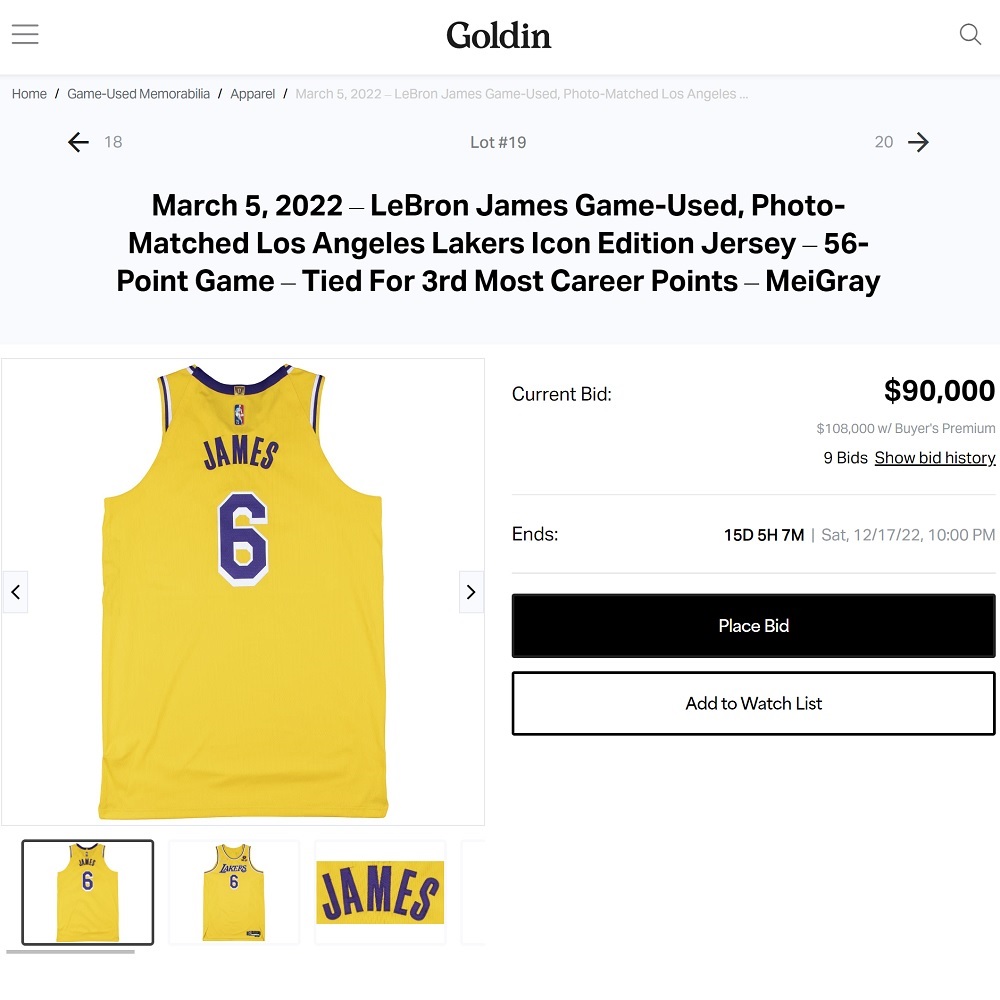 Goldin
Home / Game-Used Memorabilia / Apparel / March 5, 2022 – LeBron James Game-Used, Photo-Matched Los Angeles ...
18
Lot #19
20
March 5, 2022 – LeBron James Game-Used, Photo-
Matched Los Angeles Lakers Icon Edition Jersey – 56-
Point Game – Tied For 3rd Most Career Points – MeiGray
JAMES
6
Current Bid:
$90,000
$108,000 w/ Buyer's Premium
9 Bids Show bid history
Ends:
15D 5H 7M | Sat, 12/17/22, 10:00 PM
Place Bid
Add to Watch List
JAMES
6
LAKERS
6
JAMES